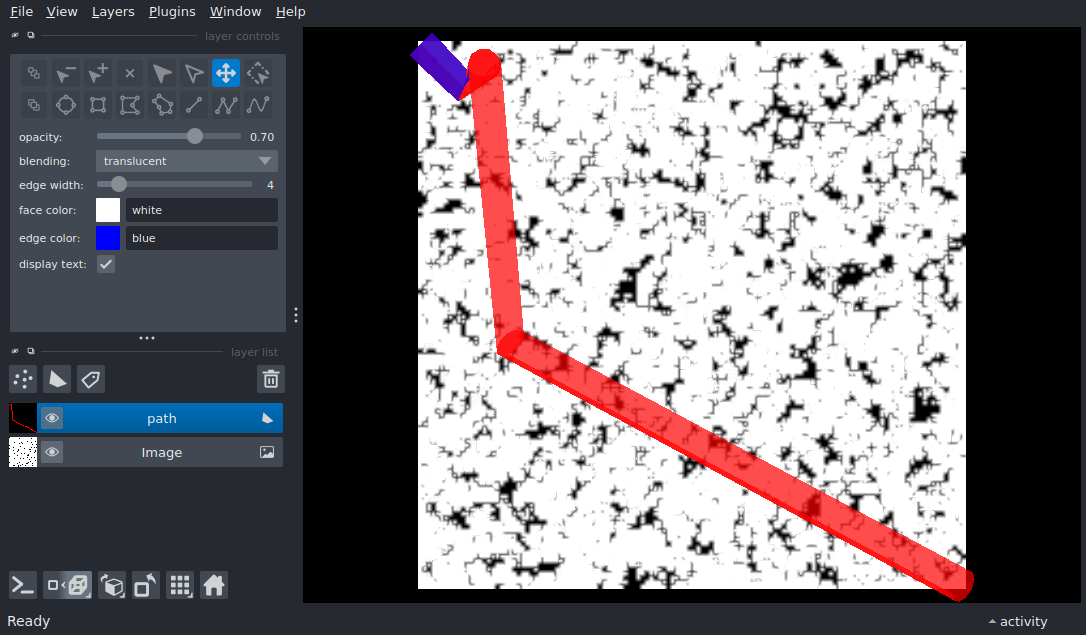 File View Layers Plugins Window Help
layer controls
opacity: 0.70
blending: translucent
edge width: 4
face color: white
edge color: blue
display text:
layer list
path
Image
Ready
activity